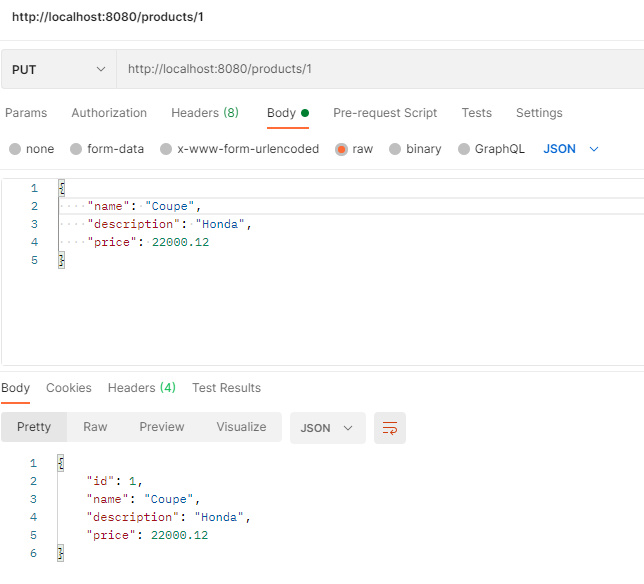 http://localhost:8080/products/1
PUT http://localhost:8080/products/1
Params Authorization Headers (8) Body Pre-request Script Tests Settings
none form-data x-www-form-urlencoded raw binary GraphQL JSON
1 {
2 "name": "Coupe",
3 "description": "Honda",
4 "price": 22000.12
5 }
Body Cookies Headers (4) Test Results
Pretty Raw Preview Visualize JSON
1 {
2 "id": 1,
3 "name": "Coupe",
4 "description": "Honda",
5 "price": 22000.12
6 }